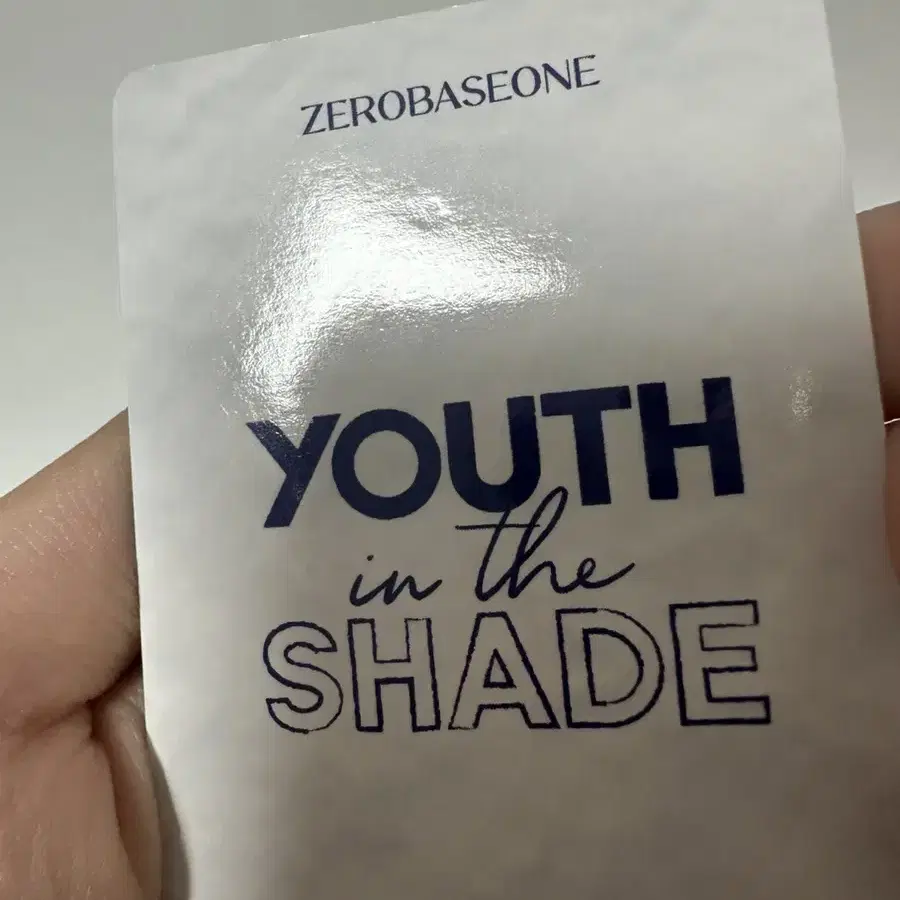 ZEROBASEONE
YOUTH
in the
SHADE